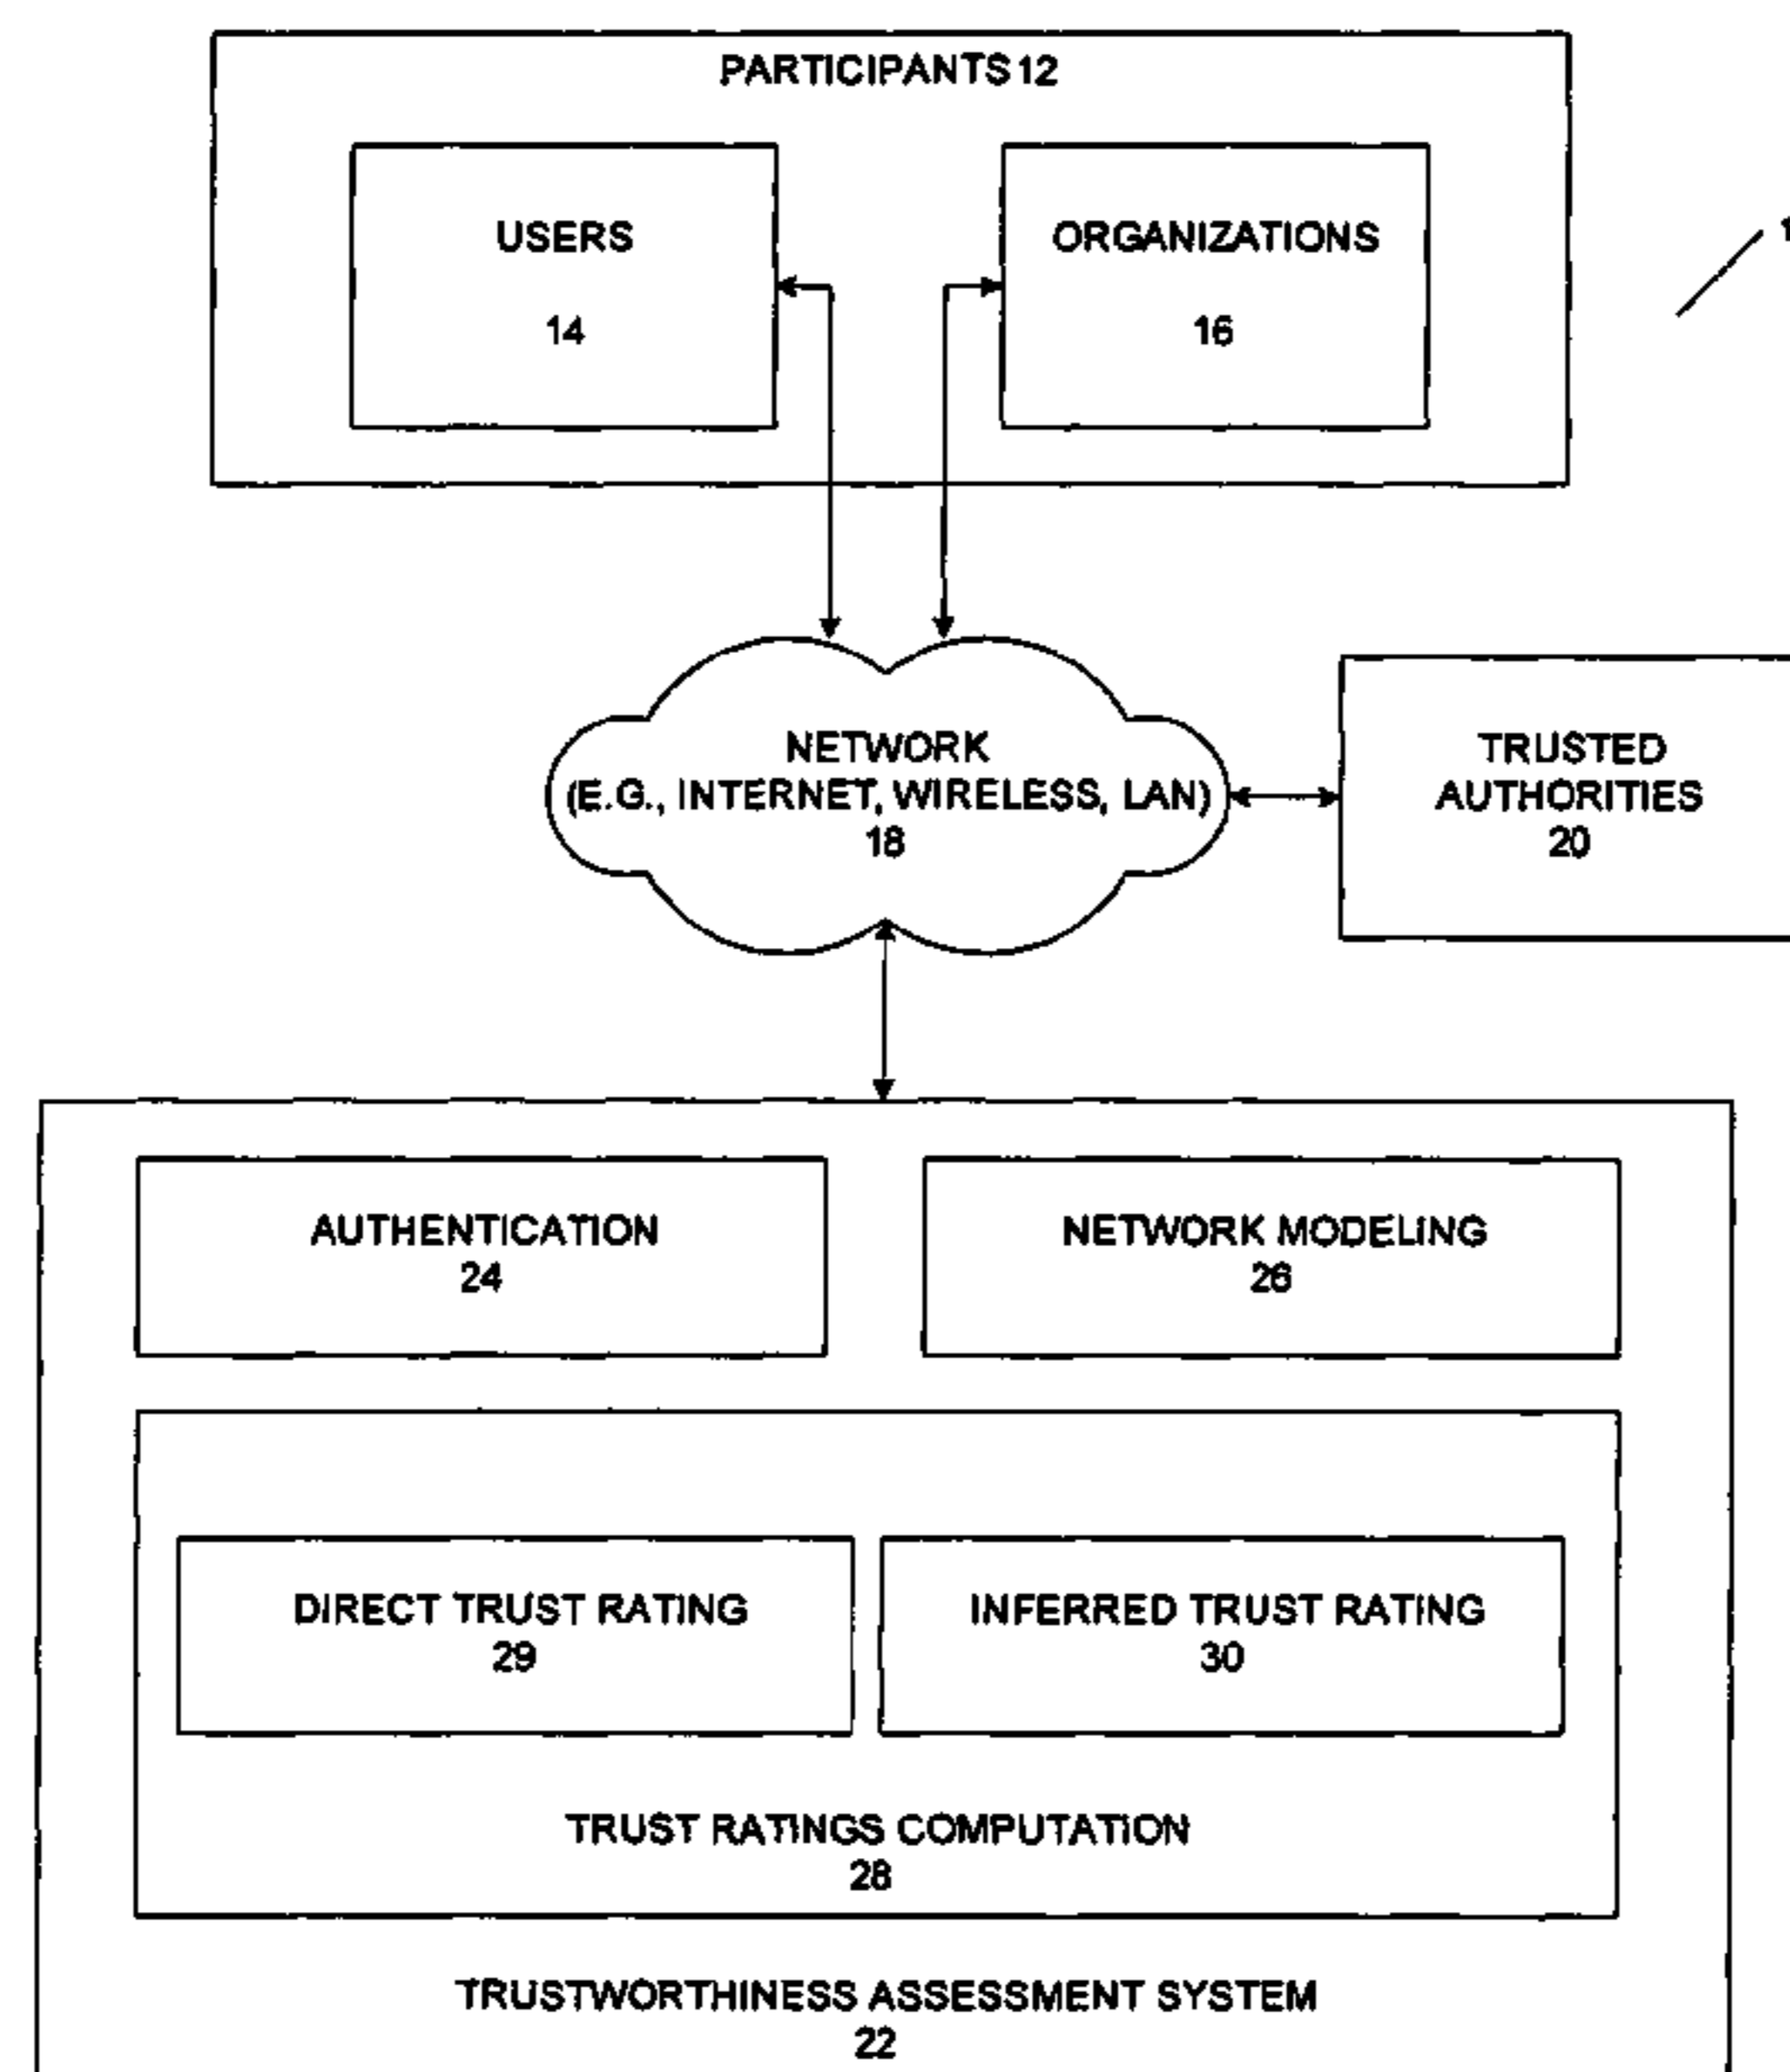 PARTICIPANTS 12
USERS
14
ORGANIZATIONS
16
NETWORK
(E.G., INTERNET, WIRELESS, LAN)
18
TRUSTED
AUTHORITIES
20
AUTHENTICATION
24
NETWORK MODELING
26
DIRECT TRUST RATING
29
INFERRED TRUST RATING
30
TRUST RATINGS COMPUTATION
28
TRUSTWORTHINESS ASSESSMENT SYSTEM
22